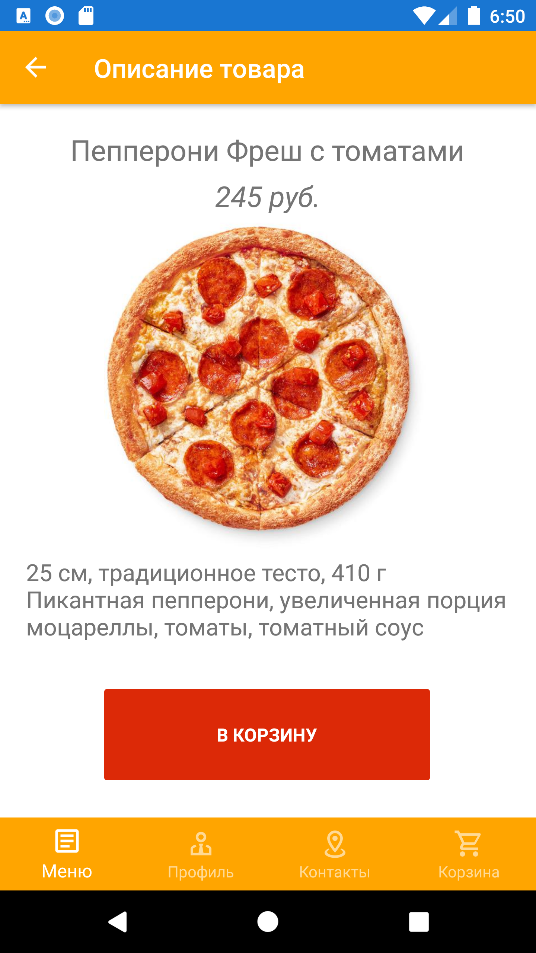 6:50
Описание товара
Пепперони Фреш с томатами
245 руб.
25 см, традиционное тесто, 410 г
Пикантная пепперони, увеличенная порция
моцареллы, томаты, томатный соус
В КОРЗИНУ
Меню Профиль Контакты Корзина